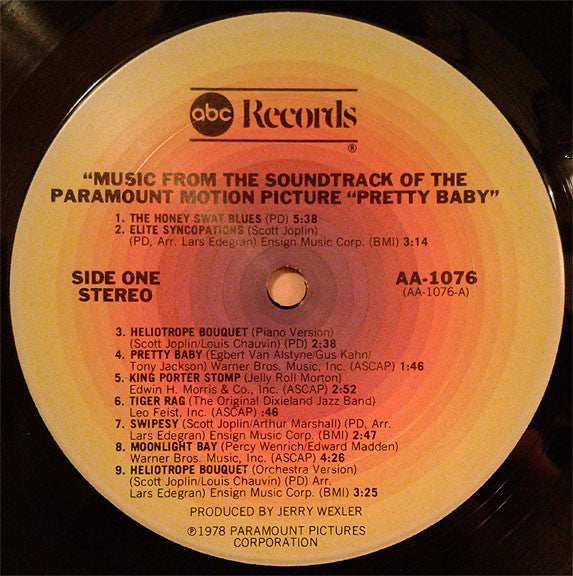 abc Records
®
"MUSIC FROM THE SOUNDTRACK OF THE
PARAMOUNT MOTION PICTURE "PRETTY BABY"
1. THE HONEY SWAT BLUES (PD) 5:38
2. ELITE SYNCOPATIONS (Scott Joplin)
(PD, Arr. Lars Edegran) Ensign Music Corp. (BMI) 3:14
SIDE ONE
STEREO
AA-1076
(AA-1076-A)
3. HELIOTROPE BOUQUET (Piano Version)
(Scott Joplin/Louis Chauvin) (PD) 2:38
4. PRETTY BABY (Egbert Van Alstyne/Gus Kahn/
Tony Jackson) Warner Bros. Music, Inc. (ASCAP) 1:46
5. KING PORTER STOMP (Jelly Roll Morton)
Edwin H. Morris & Co., Inc. (ASCAP) 2:52
6. TIGER RAG (The Original Dixieland Jazz Band)
Leo Feist, Inc. (ASCAP) :46
7. SWIPESY (Scott Joplin/Arthur Marshall) (PD, Arr.
Lars Edegran) Ensign Music Corp. (BMI) 2:47
8. MOONLIGHT BAY (Percy Wenrich/Edward Madden)
Warner Bros. Music, Inc. (ASCAP) 4:26
9. HELIOTROPE BOUQUET (Orchestra Version)
(Scott Joplin/Louis Chauvin) (PD) Arr.
Lars Edegran) Ensign Music Corp. (BMI) 3:25
PRODUCED BY JERRY WEXLER
℗1978 PARAMOUNT PICTURES
CORPORATION